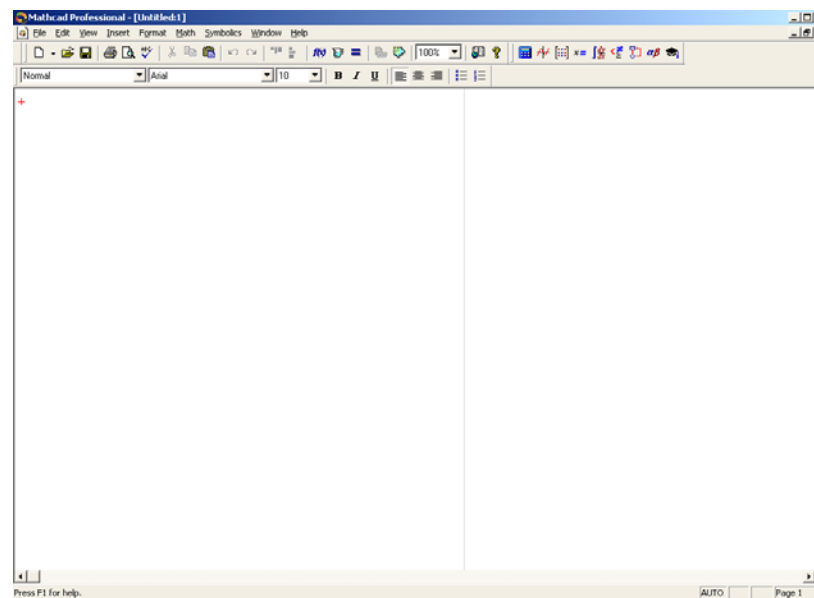 Mathcad Professional - [Untitled:1]
File Edit View Insert Format Math Symbolics Window Help
100%
Normal Arial 10 B I U
Press F1 for help. AUTO Page 1